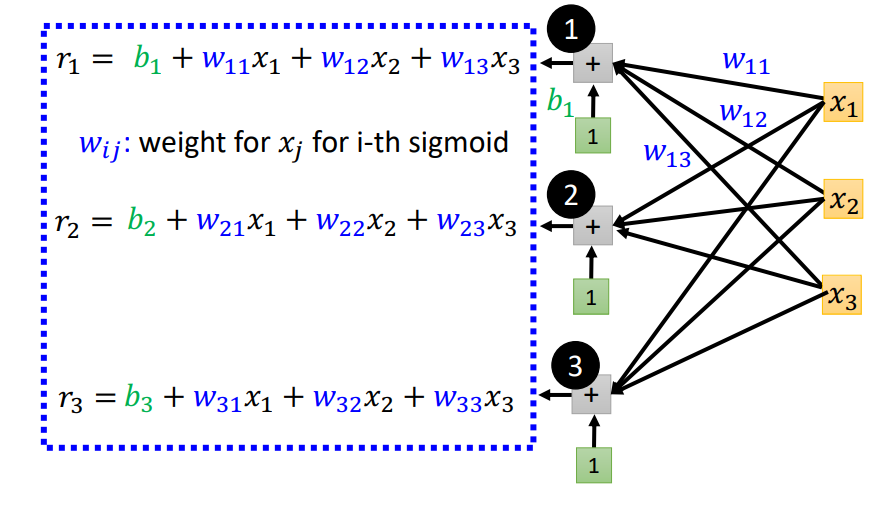 1
r₁ = b₁ + w₁₁x₁ + w₁₂x₂ + w₁₃x₃
+
w₁₁
b₁
1
x₁
w₁₂
wᵢⱼ: weight for xⱼ for i-th sigmoid
w₁₃
2
x₂
r₂ = b₂ + w₂₁x₁ + w₂₂x₂ + w₂₃x₃
+
1
x₃
3
r₃ = b₃ + w₃₁x₁ + w₃₂x₂ + w₃₃x₃
+
1